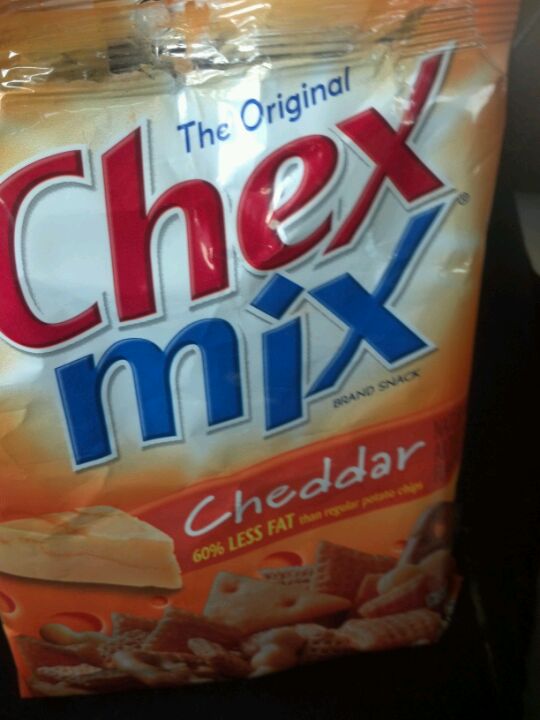 The Original
Chex
mix
®
BRAND SNACK
Cheddar
60% LESS FAT than regular potato chips